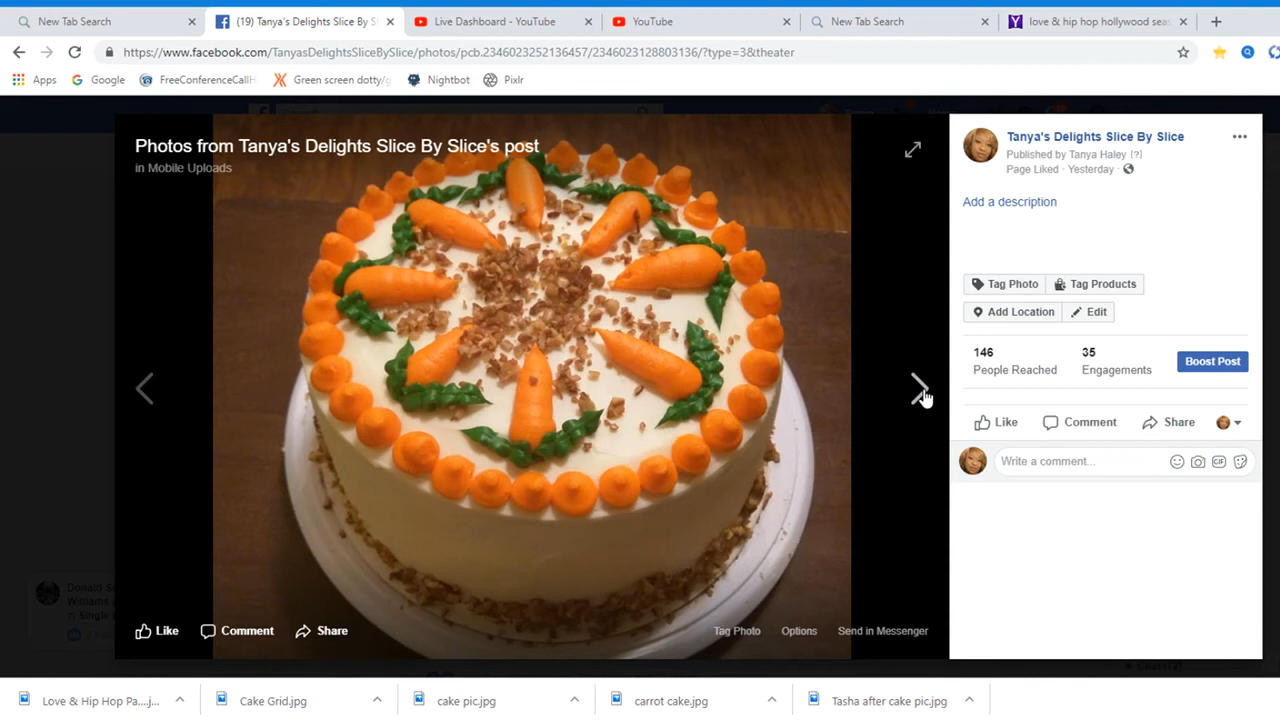 New Tab Search
(19) Tanya's Delights Slice By S
Live Dashboard - YouTube
YouTube
New Tab Search
love & hip hop hollywood sea
https://www.facebook.com/TanyasDelightsSliceBySlice/photos/pcb.2346023252136457/2346023128803136/?type=3&theater
Apps
Google
FreeConferenceCallH
Green screen dotty/g
Nightbot
Pixlr
Photos from Tanya's Delights Slice By Slice's post
in Mobile Uploads
Like
Comment
Share
Tag Photo
Options
Send in Messenger
Tanya's Delights Slice By Slice
Published by Tanya Haley [?]
Page Liked · Yesterday ·
Add a description
Tag Photo
Tag Products
Add Location
Edit
146
People Reached
35
Engagements
Boost Post
Like
Comment
Share
Write a comment...
GIF
Donald S
Williams
Single
Love & Hip Hop Pa....j...
Cake Grid.jpg
cake pic.jpg
carrot cake.jpg
Tasha after cake pic.jpg